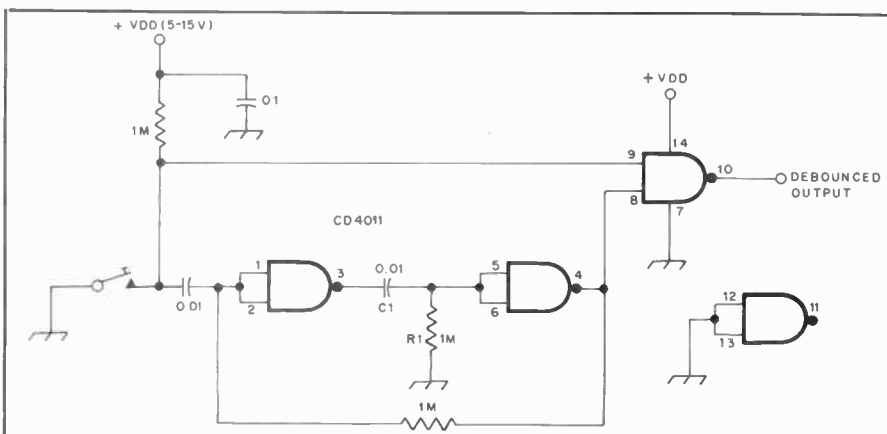 + VDD (5-15V)
01
1M
+ VDD
14
9
10
8
7
DEBOUNCED
OUTPUT
CD4011
1
2
3
0.01
C1
5
6
4
0 01
R1
1M
12
13
11
1M